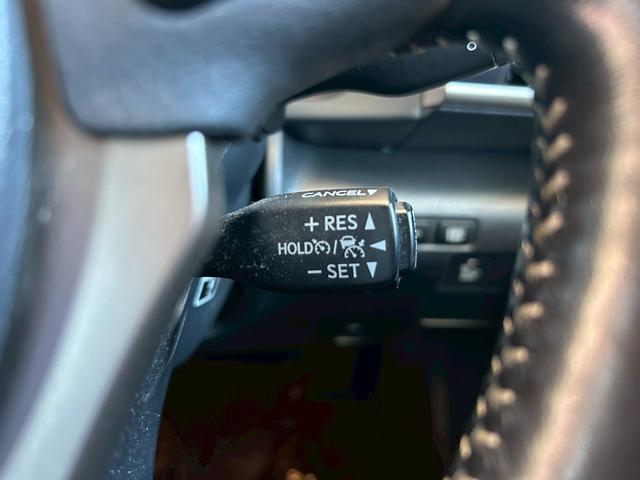 CANCEL
+ RES
HOLD /
− SET